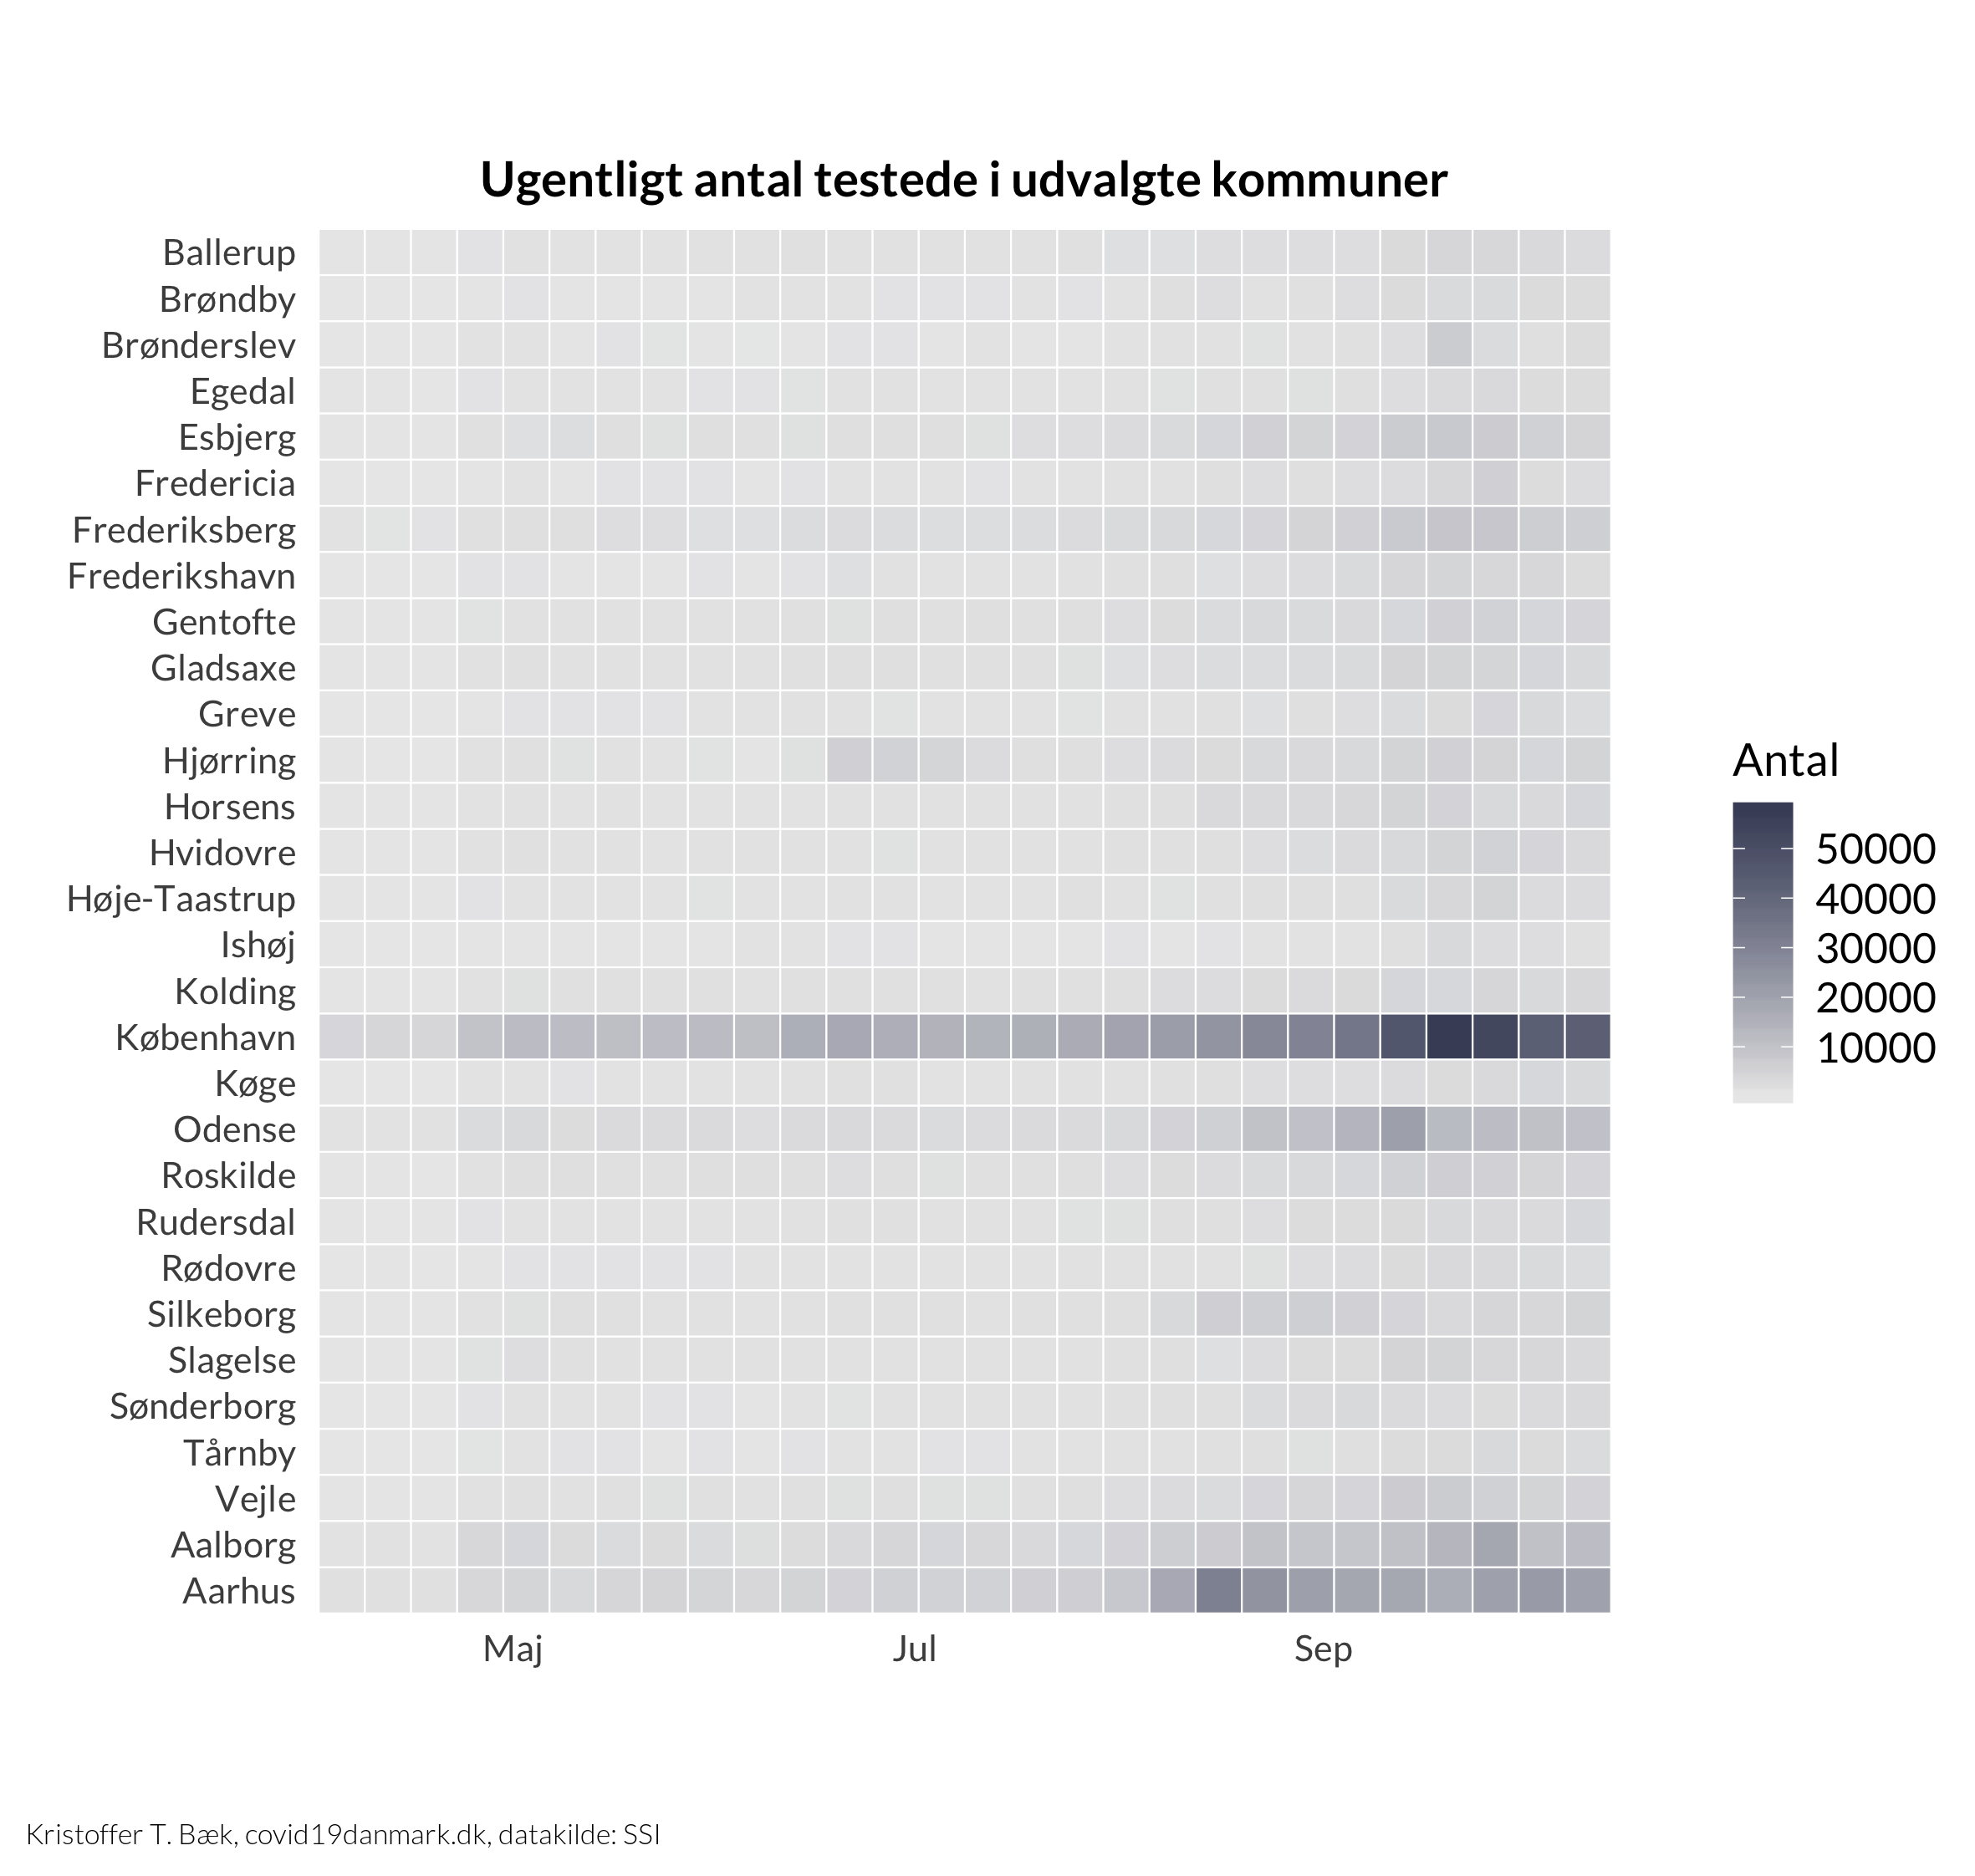 Ugentligt antal testede i udvalgte kommuner
Ballerup
Brøndby
Brønderslev
Egedal
Esbjerg
Fredericia
Frederiksberg
Frederikshavn
Gentofte
Gladsaxe
Greve
Hjørring
Horsens
Hvidovre
Høje-Taastrup
Ishøj
Kolding
København
Køge
Odense
Roskilde
Rudersdal
Rødovre
Silkeborg
Slagelse
Sønderborg
Tårnby
Vejle
Aalborg
Aarhus
Maj Jul Sep
Antal
50000
40000
30000
20000
10000
Kristoffer T. Bæk, covid19danmark.dk, datakilde: SSI